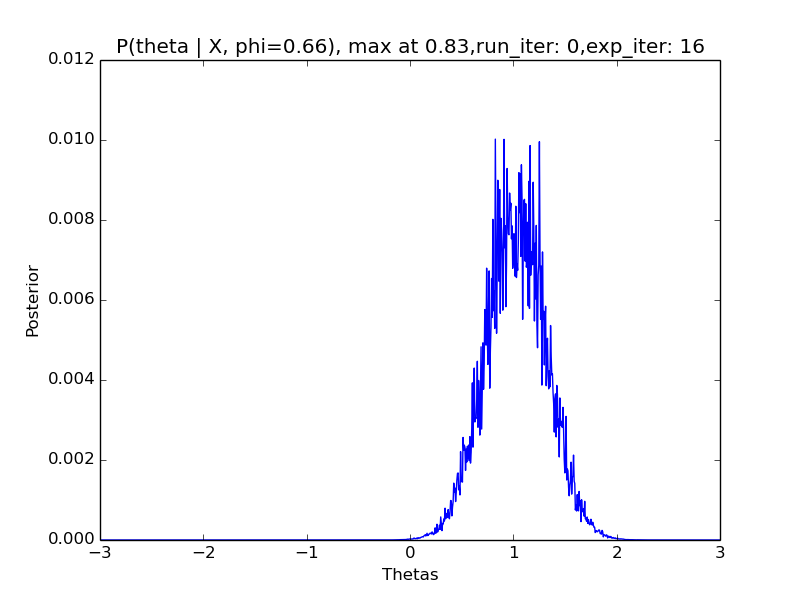 P(theta | X, phi=0.66), max at 0.83,run_iter: 0,exp_iter: 16
0.012
0.010
0.008
0.006
0.004
0.002
0.000
Posterior
−3 −2 −1 0 1 2 3
Thetas